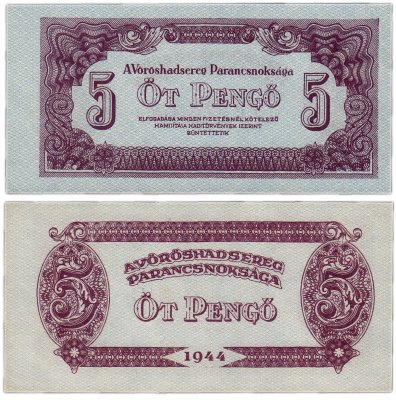 A Vöröshadsereg Parancsnoksága
5 ÖT PENGŐ 5
ELFOGADÁSA MINDEN FIZETÉSNÉL KÖTELEZŐ
HAMISÍTÁSA HADITÖRVÉNYEK SZERINT
BÜNTETTETIK
A VÖRÖSHADSEREG
PARANCSNOKSÁGA
5 ÖT PENGŐ 5
1944